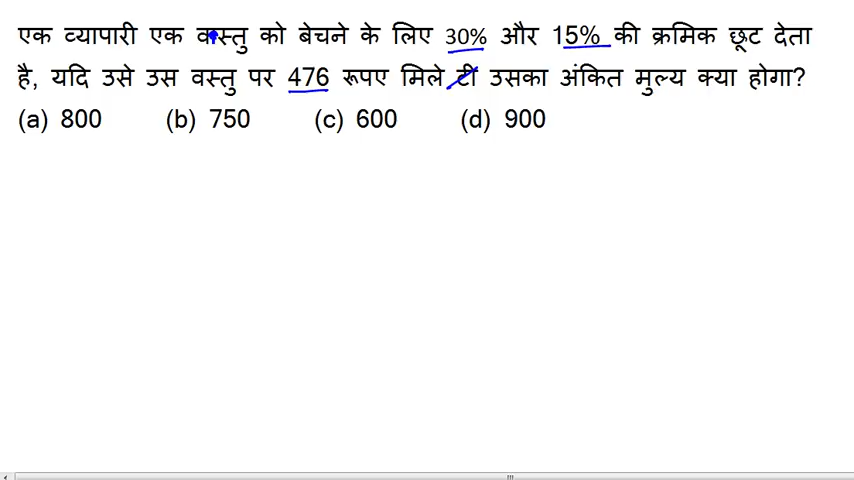 एक व्यापारी एक वास्तु को बेचने के लिए 30% और 15% की क्रमिक छूट देता
है, यदि उसे उस वस्तु पर 476 रूपए मिले टी उसका अंकित मुल्य क्या होगा?
(a) 800 (b) 750 (c) 600 (d) 900